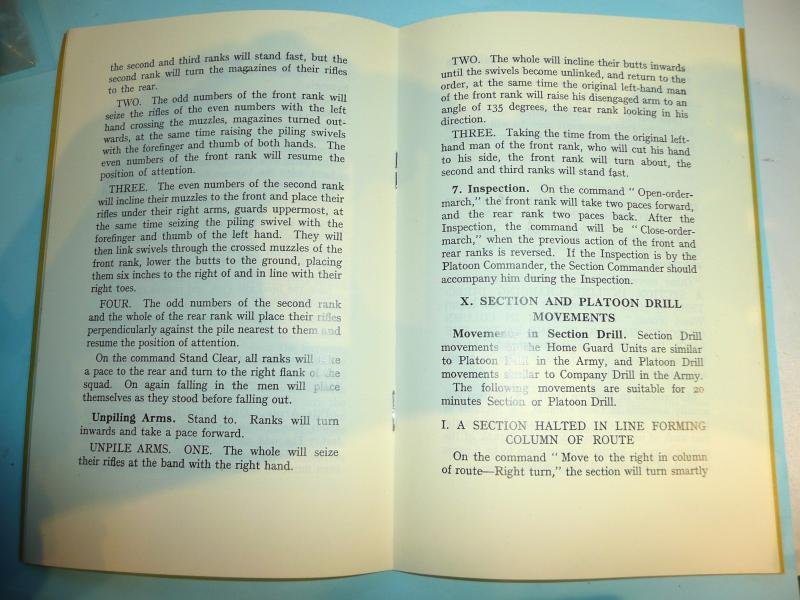 the second and third ranks will stand fast, but the
second rank will turn the magazines of their rifles
to the rear.
TWO. The odd numbers of the front rank will
seize the rifles of the even numbers with the left
hand crossing the muzzles, magazines turned out-
wards, at the same time raising the piling swivels
with the forefinger and thumb of both hands. The
even numbers of the front rank will resume the
position of attention.
THREE. The even numbers of the second rank
will incline their muzzles to the front and place their
rifles under their right arms, guards uppermost, at
the same time seizing the piling swivel with the
forefinger and thumb of the left hand. They will
then link swivels through the crossed muzzles of the
front rank, lower the butts to the ground, placing
them six inches to the right of and in line with their
right toes.
FOUR. The odd numbers of the second rank
and the whole of the rear rank will place their rifles
perpendicularly against the pile nearest to them and
resume the position of attention.
On the command Stand Clear, all ranks will take
a pace to the rear and turn to the right flank of the
squad. On again falling in the men will place
themselves as they stood before falling out.
Unpiling Arms. Stand to. Ranks will turn
inwards and take a pace forward.
UNPILE ARMS. ONE. The whole will seize
their rifles at the band with the right hand.
TWO. The whole will incline their butts inwards
until the swivels become unlinked, and return to the
order, at the same time the original left-hand man
of the front rank will raise his disengaged arm to an
angle of 135 degrees, the rear rank looking in his
direction.
THREE. Taking the time from the original left-
hand man of the front rank, who will cut his hand
to his side, the front rank will turn about, the
second and third ranks will stand fast.
7. Inspection. On the command " Open-order-
march," the front rank will take two paces forward,
and the rear rank two paces back. After the
Inspection, the command will be " Close-order-
march," when the previous action of the front and
rear ranks is reversed. If the Inspection is by the
Platoon Commander, the Section Commander should
accompany him during the Inspection.
X. SECTION AND PLATOON DRILL
MOVEMENTS
Movements in Section Drill. Section Drill
movements of the Home Guard Units are similar
to Platoon Drill in the Army, and Platoon Drill
movements similar to Company Drill in the Army.
The following movements are suitable for 20
minutes Section or Platoon Drill.
I. A SECTION HALTED IN LINE FORMING
COLUMN OF ROUTE
On the command " Move to the right in column
of route—Right turn," the section will turn smartly